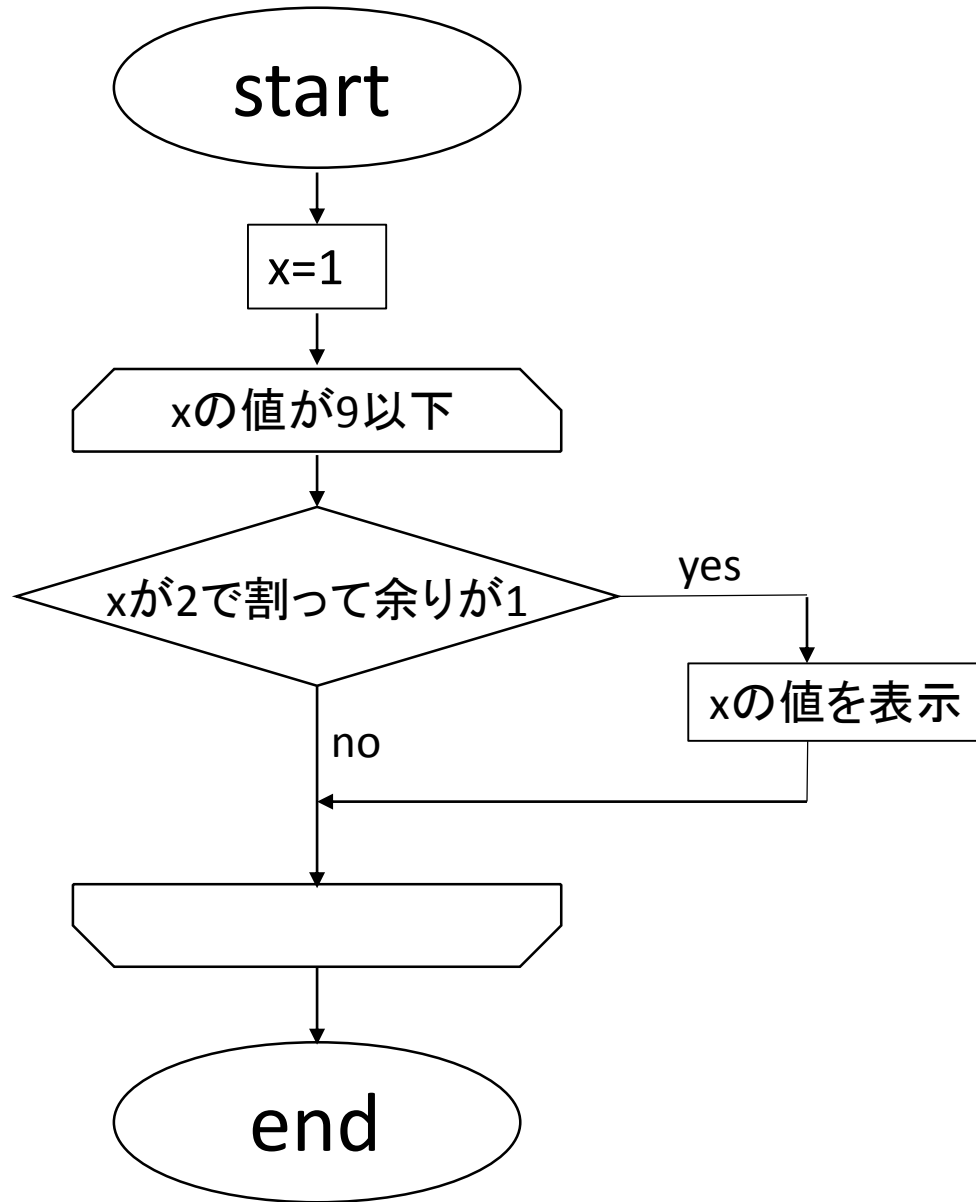 start
x=1
xの値が9以下
xが2で割って余りが1
yes
xの値を表示
no
end